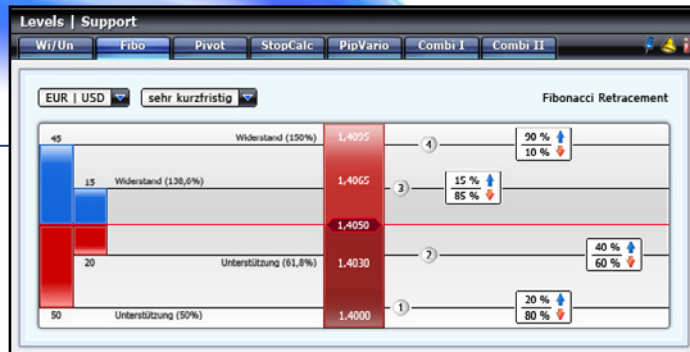 Levels | Support
Wi/Un Fibo Pivot StopCalc PipVario Combi I Combi II
EUR | USD sehr kurzfristig Fibonacci Retracement
45 Widerstand (150%) 1,4095 4 90 % 10 %
15 Widerstand (138,6%) 1,4065 3 15 % 85 %
1,4050
20 Unterstützung (61,8%) 1.4030 2 40 % 60 %
50 Unterstützung (50%) 1.4000 1 20 % 80 %